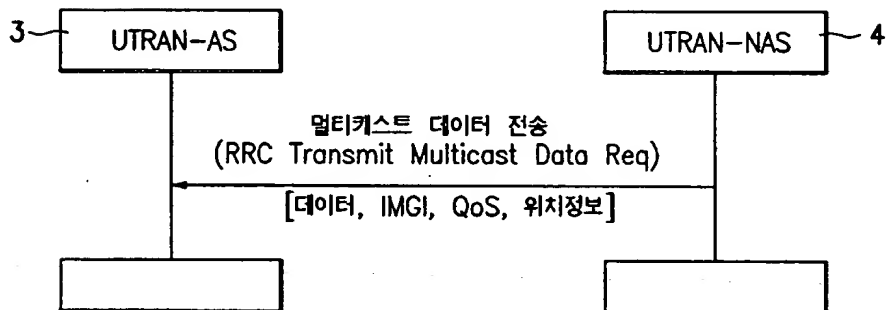 3 UTRAN-AS UTRAN-NAS 4
멀티캐스트 데이터 전송
(RRC Transmit Multicast Data Req)
[데이터, IMGI, QoS, 위치정보]